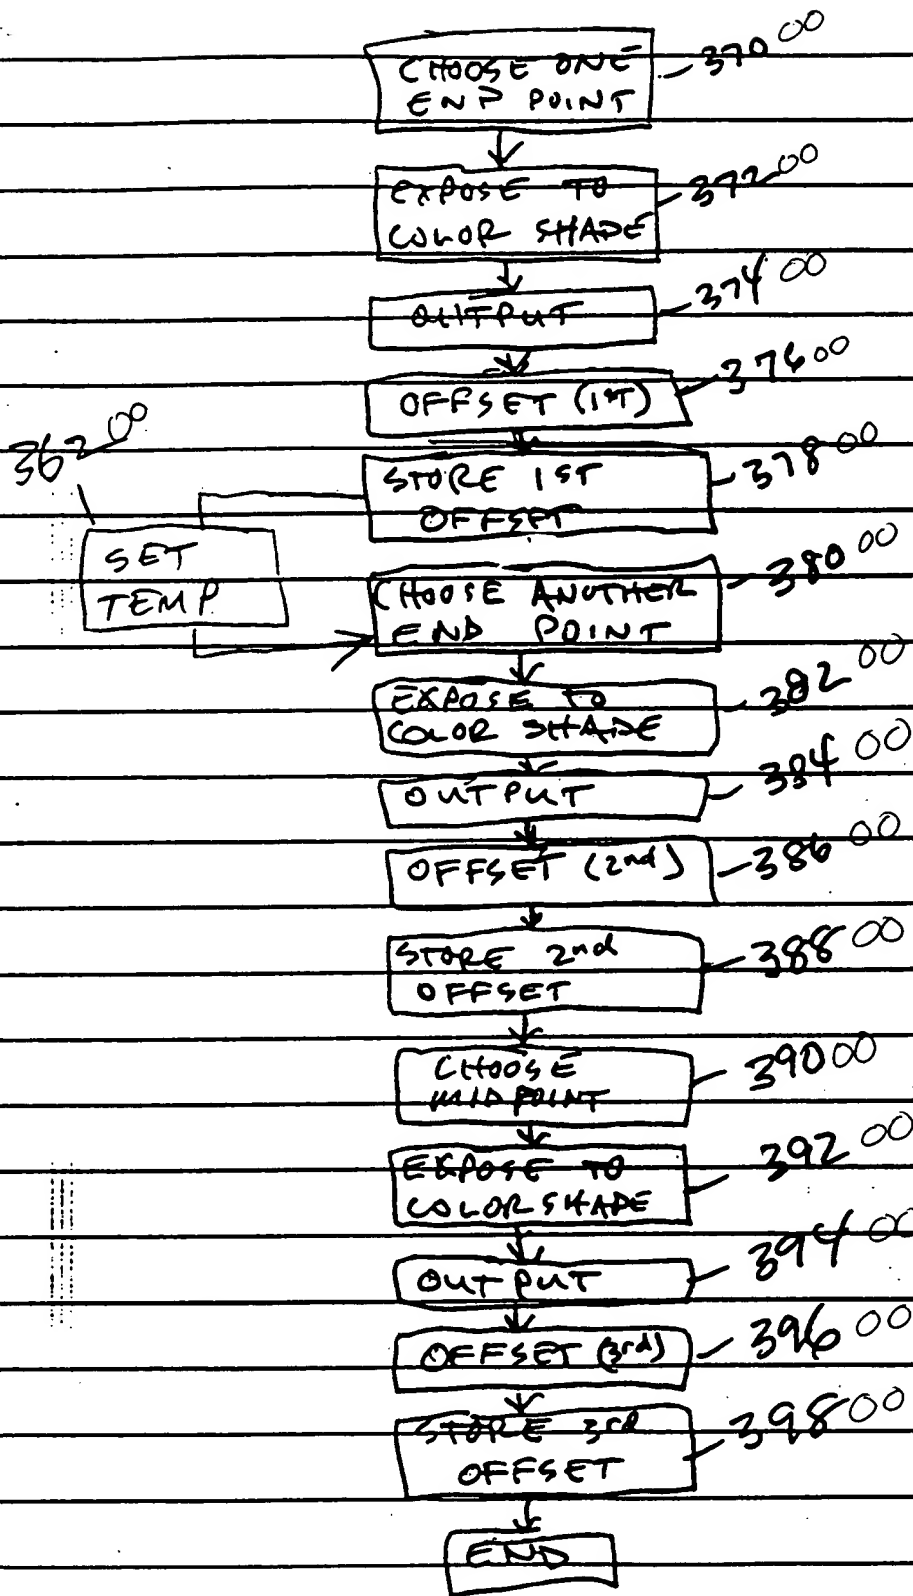 CHOOSE ONE
END POINT
37000
EXPOSE TO
COLOR SHADE
37200
OUTPUT
37400
OFFSET (1ST)
37600
STORE 1ST
OFFSET
37800
36200
SET
TEMP
CHOOSE ANOTHER
END POINT
38000
EXPOSE TO
COLOR SHADE
38200
OUTPUT
38400
OFFSET (2nd)
38600
STORE 2nd
OFFSET
38800
CHOOSE
MIDPOINT
39000
EXPOSE TO
COLOR SHADE
39200
OUTPUT
39400
OFFSET (3rd)
39600
STORE 3rd
OFFSET
39800
END